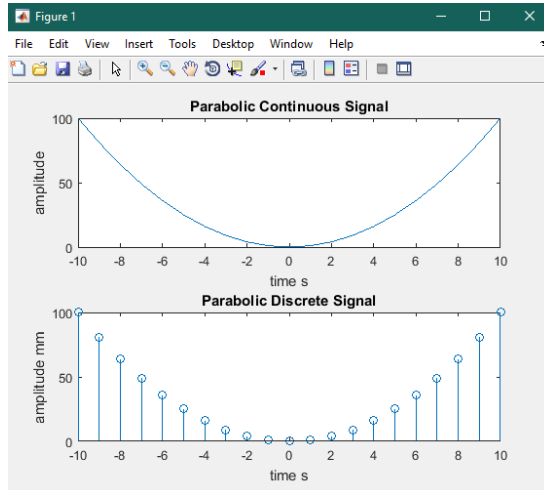 Figure 1
File Edit View Insert Tools Desktop Window Help
Parabolic Continuous Signal
100
50
0
amplitude
-10 -8 -6 -4 -2 0 2 4 6 8 10
time s
Parabolic Discrete Signal
100
50
0
amplitude mm
-10 -8 -6 -4 -2 0 2 4 6 8 10
time s